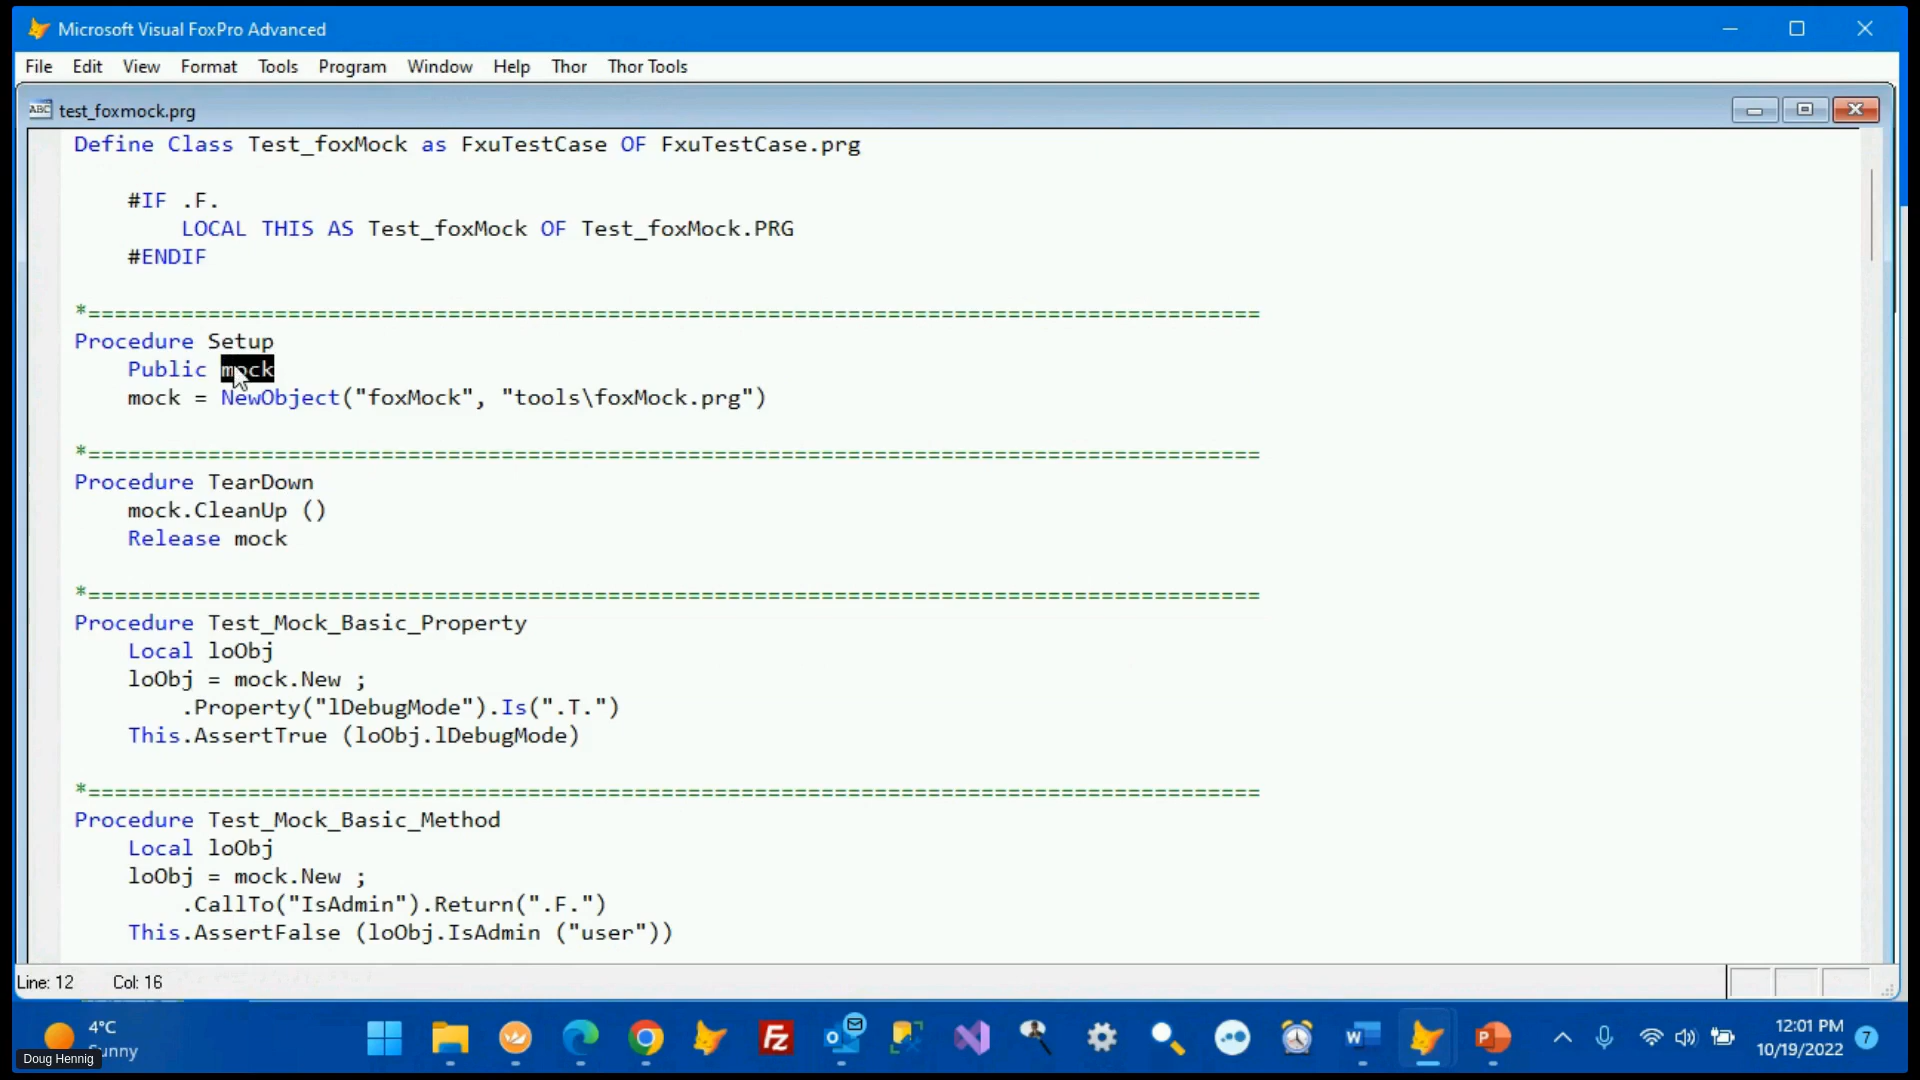 Microsoft Visual FoxPro Advanced
File Edit View Format Tools Program Window Help Thor Thor Tools
test_foxmock.prg
Define Class Test_foxMock as FxuTestCase OF FxuTestCase.prg
#IF .F.
LOCAL THIS AS Test_foxMock OF Test_foxMock.PRG
#ENDIF
*========================================================================================
Procedure Setup
Public mock
mock = NewObject("foxMock", "tools\foxMock.prg")
*========================================================================================
Procedure TearDown
mock.CleanUp ()
Release mock
*========================================================================================
Procedure Test_Mock_Basic_Property
Local loObj
loObj = mock.New ;
.Property("lDebugMode").Is(".T.")
This.AssertTrue (loObj.lDebugMode)
*========================================================================================
Procedure Test_Mock_Basic_Method
Local loObj
loObj = mock.New ;
.CallTo("IsAdmin").Return(".F.")
This.AssertFalse (loObj.IsAdmin ("user"))
Line: 12 Col: 16
4°C
Sunny
Doug Hennig
12:01 PM
10/19/2022
7